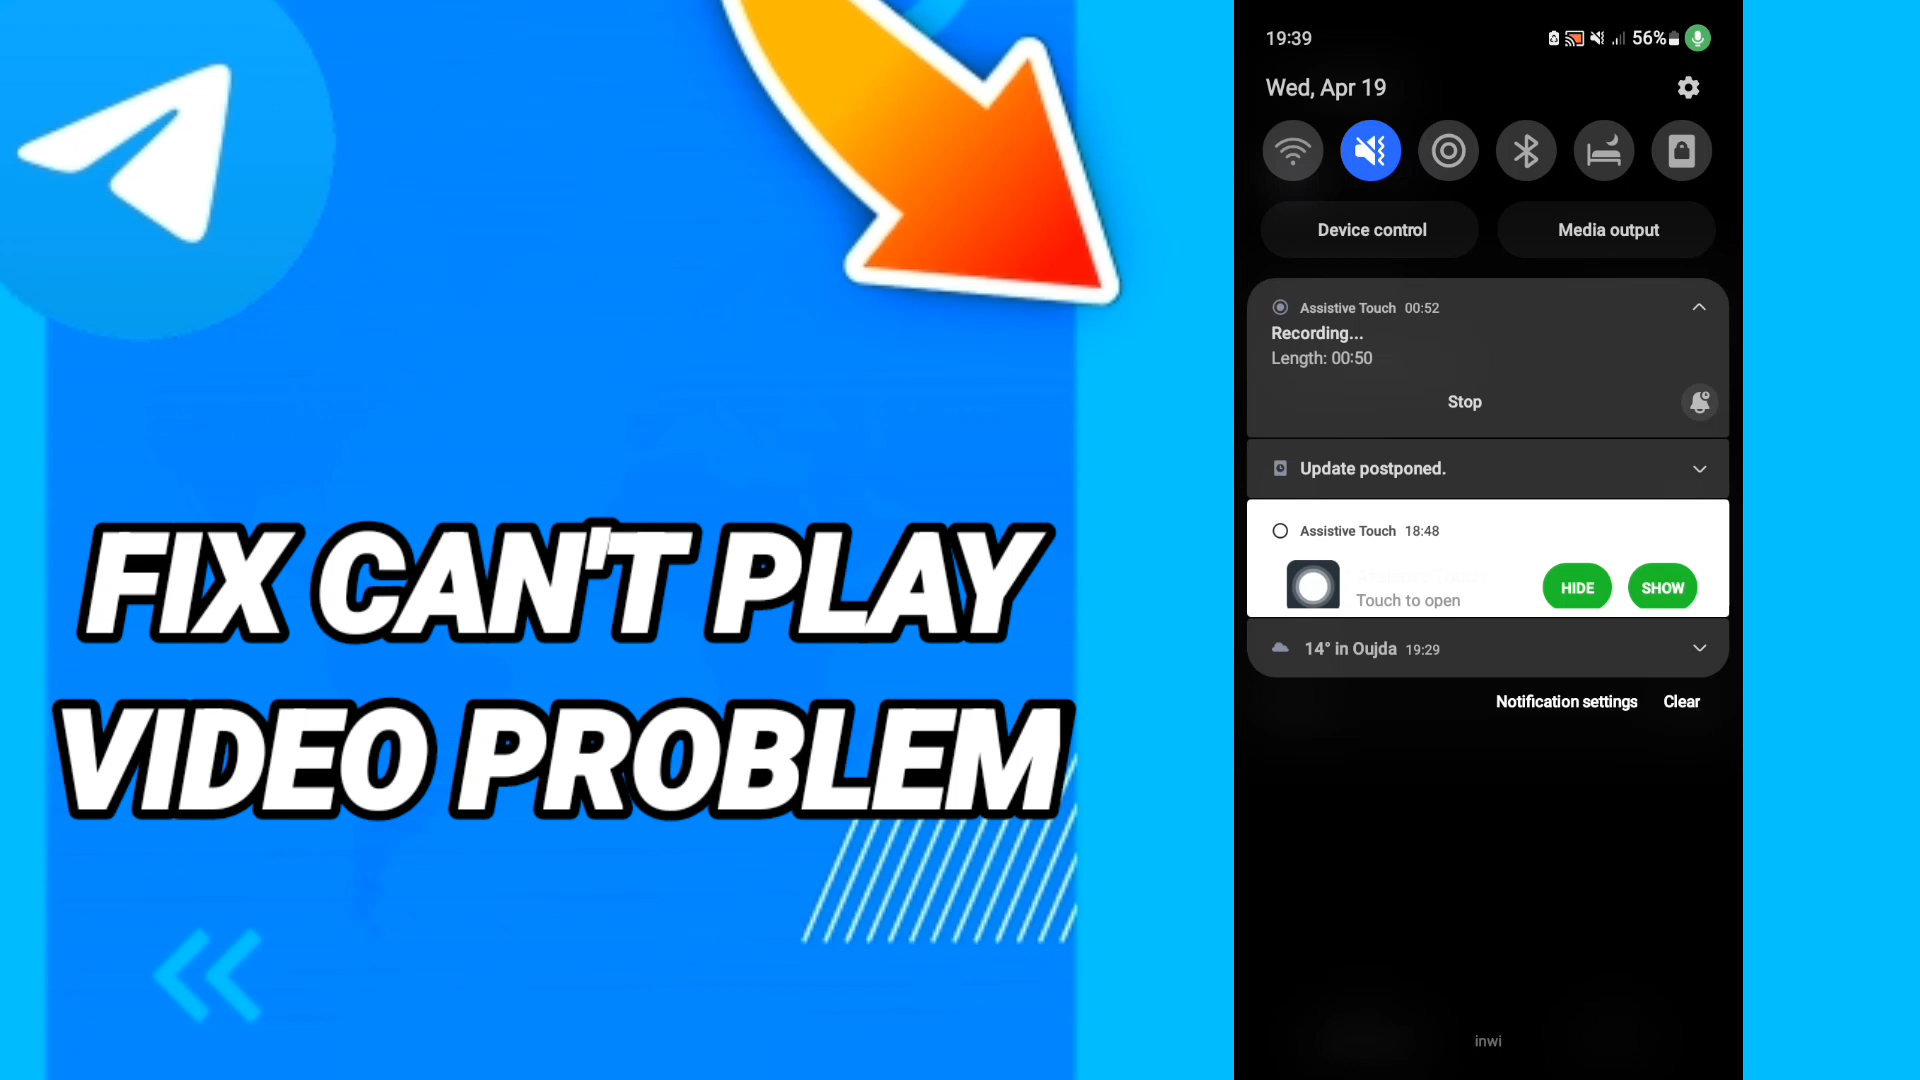 FIX CAN'T PLAY
VIDEO PROBLEM
19:39
56%
Wed, Apr 19
Device control
Media output
Assistive Touch 00:52
Recording...
Length: 00:50
Stop
Update postponed.
Assistive Touch 18:48
Assistive Touch
Touch to open
HIDE
SHOW
14° in Oujda 19:29
Notification settings
Clear
inwi